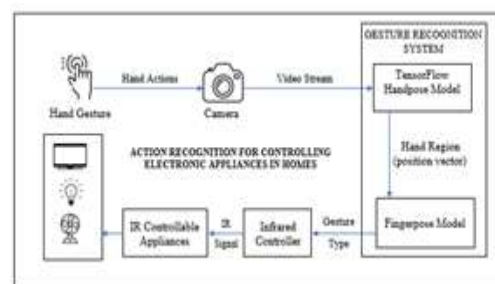 GESTURE RECOGNITION
SYSTEM
Hand Actions
Video Stream
TensorFlow
Handpose Model
Hand Gesture
Camera
Hand Region
(position vector)
ACTION RECOGNITION FOR CONTROLLING
ELECTRONIC APPLIANCES IN HOMES
Fingerpose Model
Gesture
Type
Infrared
Controller
IR
Signal
IR Controllable
Appliances